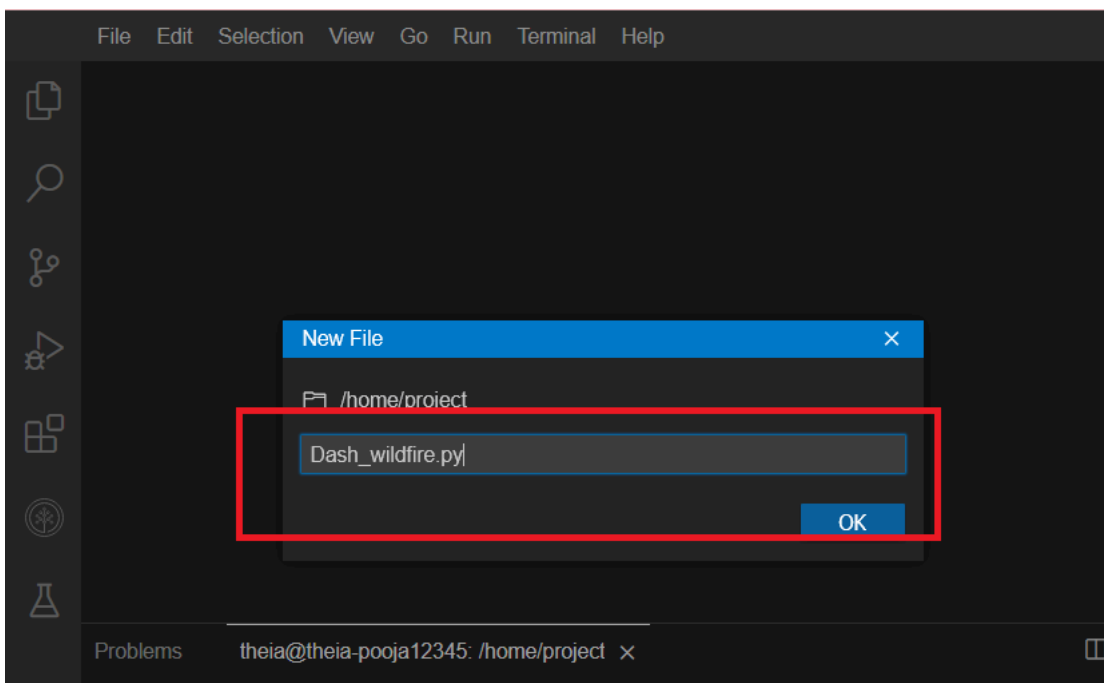 File Edit Selection View Go Run Terminal Help
New File
/home/project
Dash_wildfire.py
OK
Problems theia@theia-pooja12345: /home/project